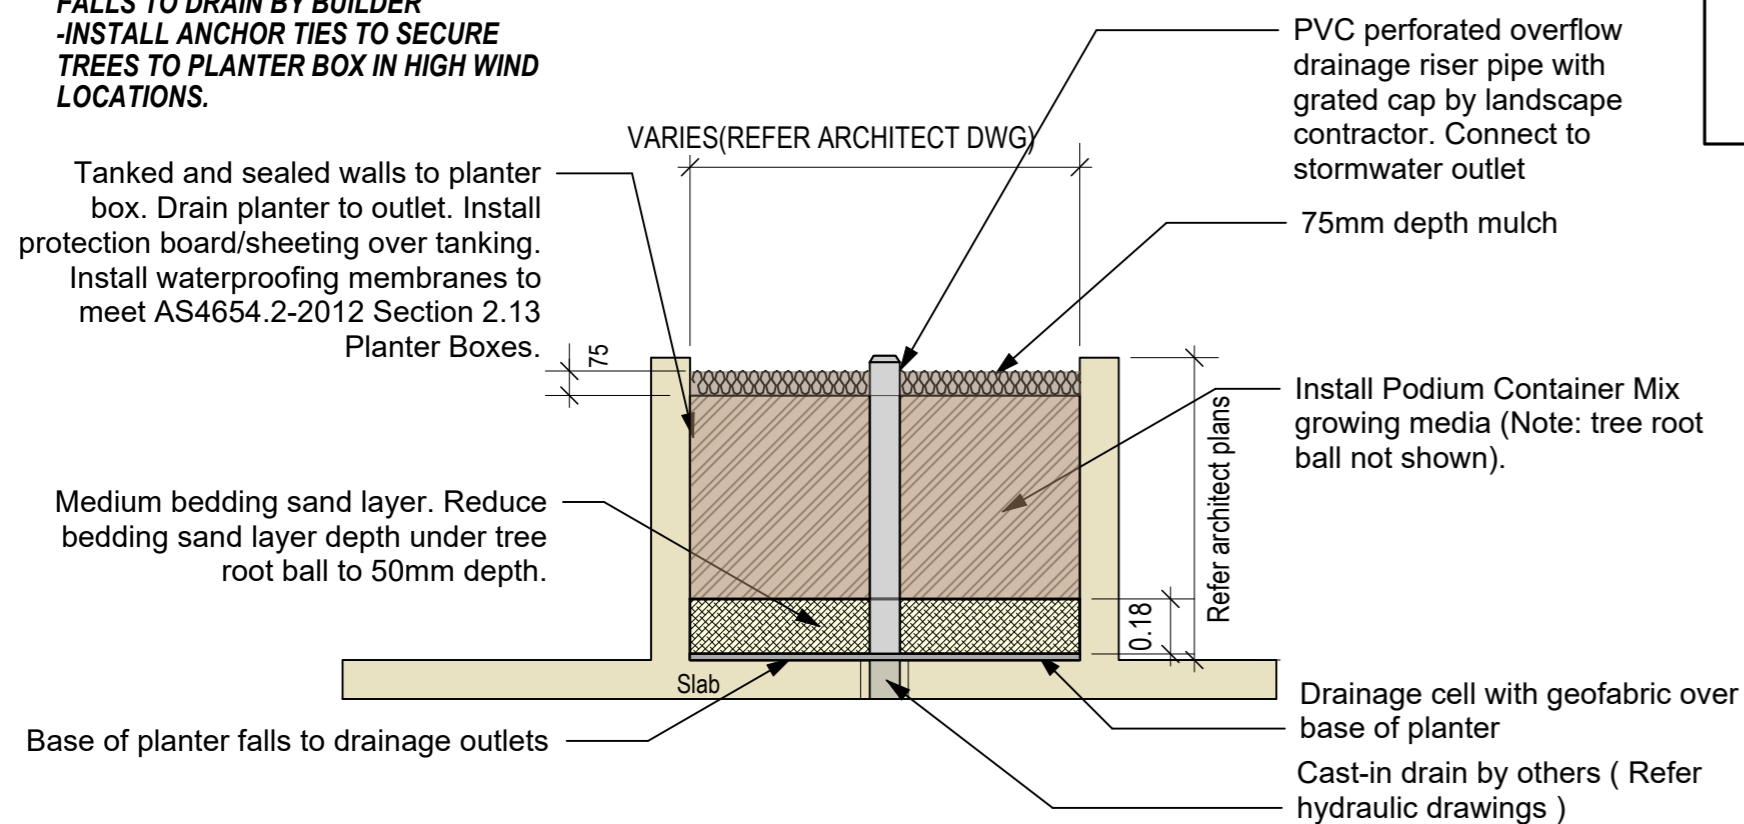 FALLS TO DRAIN BY BUILDER
-INSTALL ANCHOR TIES TO SECURE
TREES TO PLANTER BOX IN HIGH WIND
LOCATIONS.
PVC perforated overflow
drainage riser pipe with
grated cap by landscape
contractor. Connect to
stormwater outlet
VARIES(REFER ARCHITECT DWG)
Tanked and sealed walls to planter
box. Drain planter to outlet. Install
protection board/sheeting over tanking.
Install waterproofing membranes to
meet AS4654.2-2012 Section 2.13
Planter Boxes.
75mm depth mulch
75
Install Podium Container Mix
growing media (Note: tree root
ball not shown).
Refer architect plans
Medium bedding sand layer. Reduce
bedding sand layer depth under tree
root ball to 50mm depth.
0.18
Slab
Base of planter falls to drainage outlets
Drainage cell with geofabric over
base of planter
Cast-in drain by others ( Refer
hydraulic drawings )